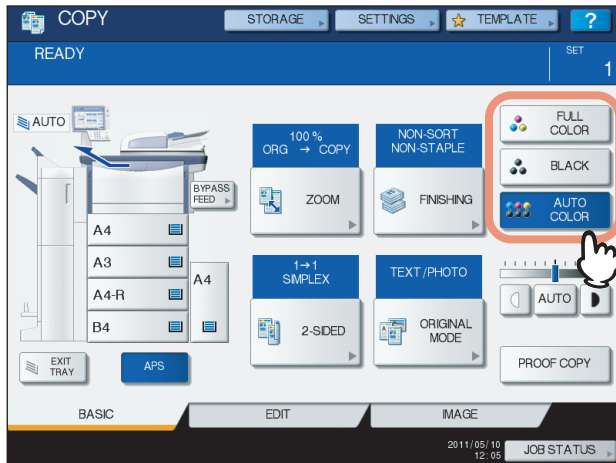 COPY
STORAGE
SETTINGS
TEMPLATE
?
READY
SET
1
AUTO
100 %
ORG → COPY
ZOOM
NON-SORT
NON-STAPLE
FINISHING
FULL
COLOR
BLACK
AUTO
COLOR
BYPASS
FEED
A4
A3
A4-R
B4
A4
1→1
SIMPLEX
2-SIDED
TEXT/PHOTO
ORIGINAL
MODE
AUTO
EXIT
TRAY
APS
PROOF COPY
BASIC
EDIT
IMAGE
2011/05/10
12:05
JOB STATUS